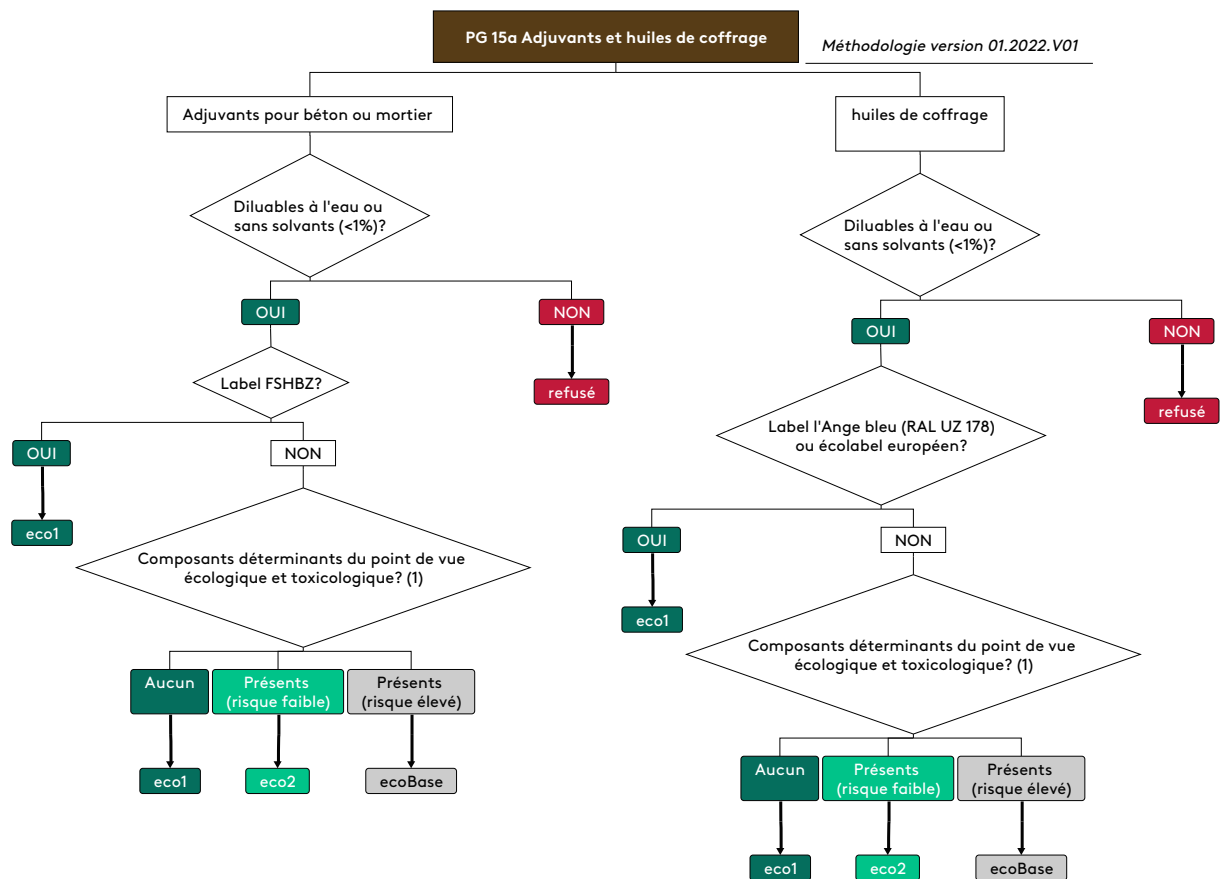 PG 15a Adjuvants et huiles de coffrage
Méthodologie version 01.2022.V01
Adjuvants pour béton ou mortier
Diluables à l'eau ou
sans solvants (<1%)?
OUI
NON
refusé
Label FSHBZ?
OUI
NON
eco1
Composants déterminants du point de vue
écologique et toxicologique? (1)
Aucun
Présents
(risque faible)
Présents
(risque élevé)
eco1
eco2
ecoBase
huiles de coffrage
Diluables à l'eau ou
sans solvants (<1%)?
OUI
NON
refusé
Label l'Ange bleu (RAL UZ 178)
ou écolabel européen?
OUI
NON
eco1
Composants déterminants du point de vue
écologique et toxicologique? (1)
Aucun
Présents
(risque faible)
Présents
(risque élevé)
eco1
eco2
ecoBase